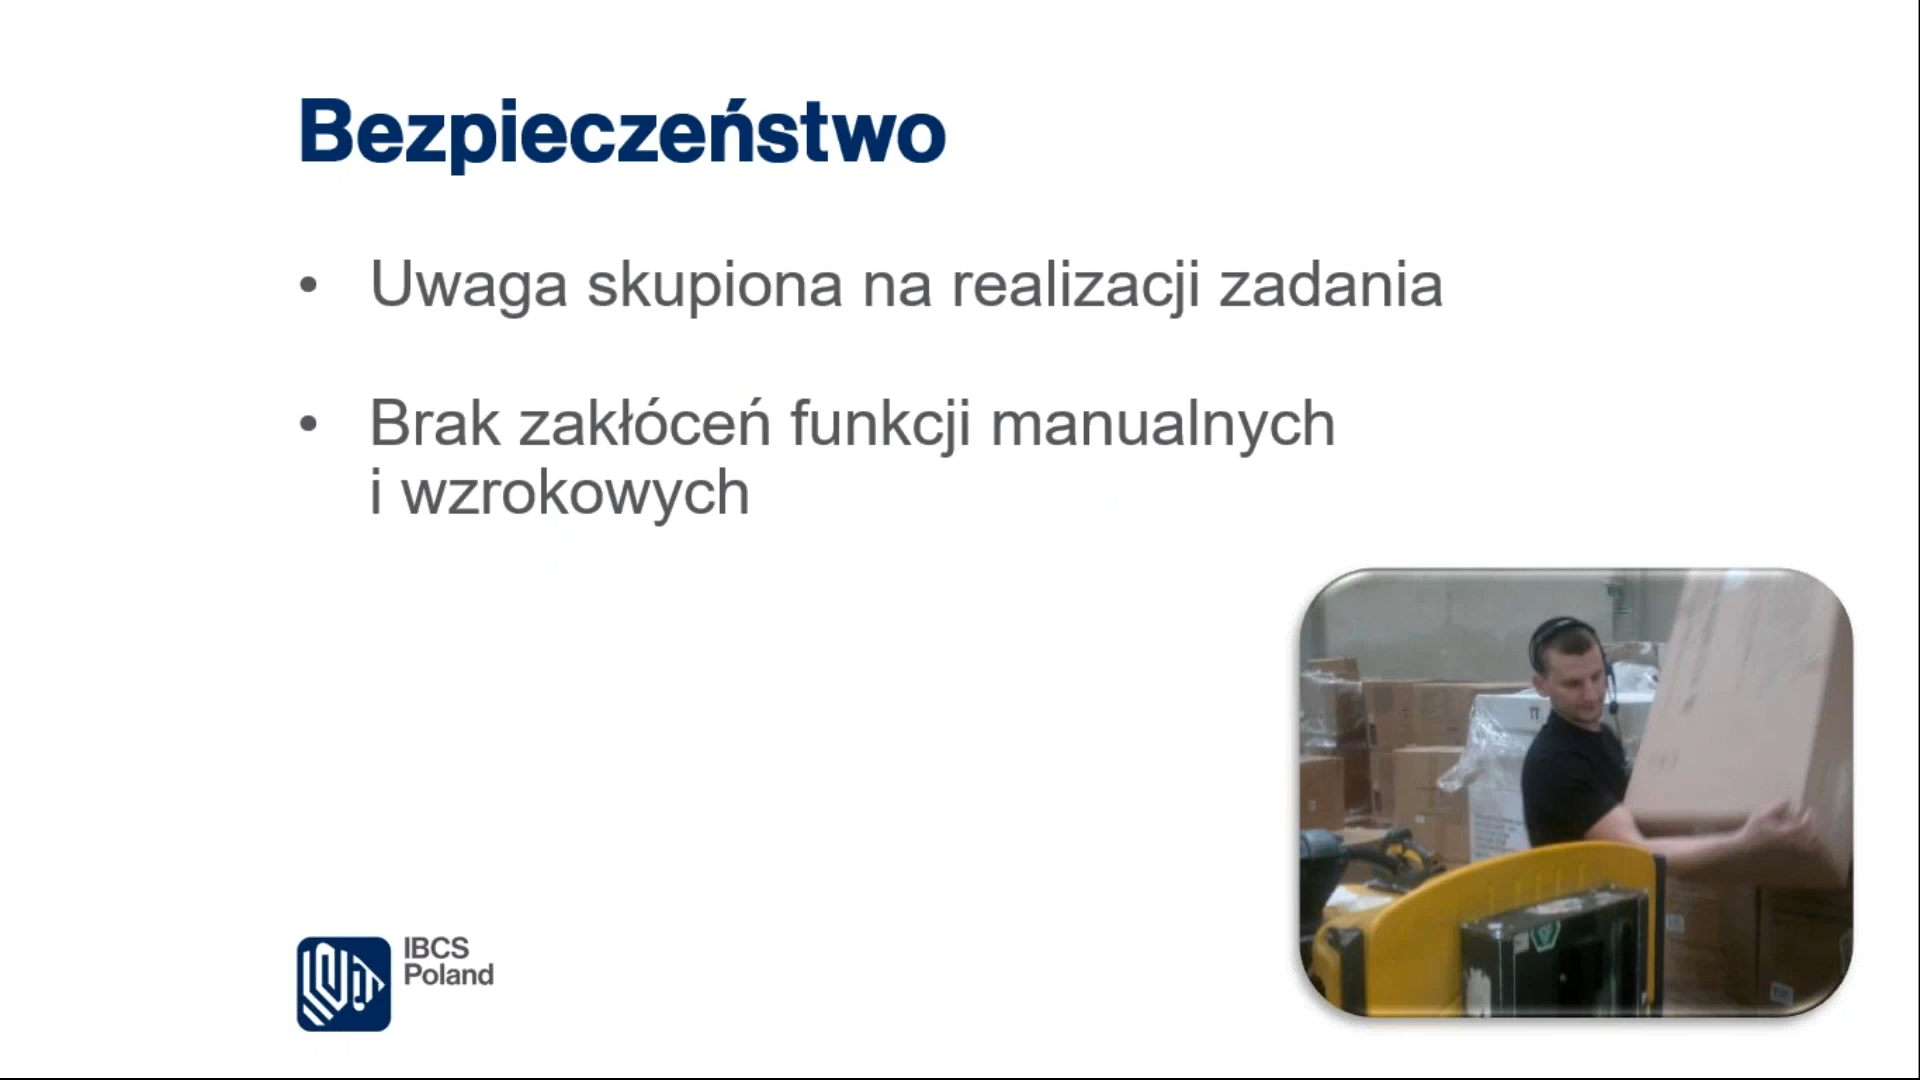 Bezpieczeństwo
• Uwaga skupiona na realizacji zadania
• Brak zakłóceń funkcji manualnych
i wzrokowych
IBCS
Poland